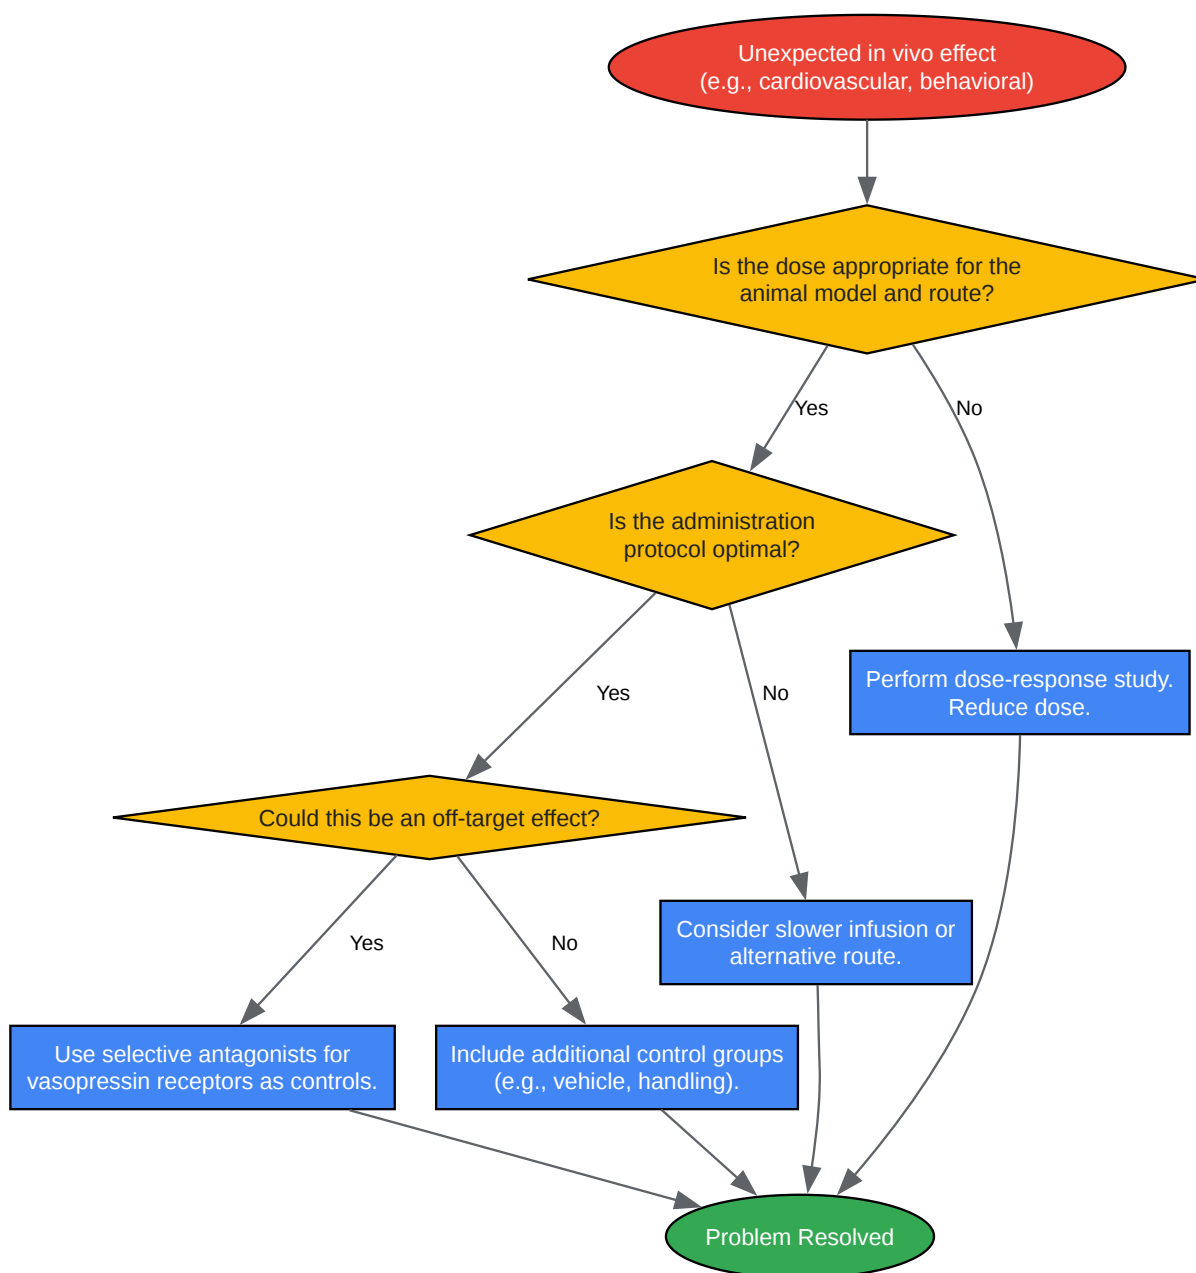 Unexpected in vivo effect
(e.g., cardiovascular, behavioral)
Is the dose appropriate for the
animal model and route?
Yes
No
Is the administration
protocol optimal?
Yes
No
Perform dose-response study.
Reduce dose.
Could this be an off-target effect?
Yes
No
Consider slower infusion or
alternative route.
Use selective antagonists for
vasopressin receptors as controls.
Include additional control groups
(e.g., vehicle, handling).
Problem Resolved